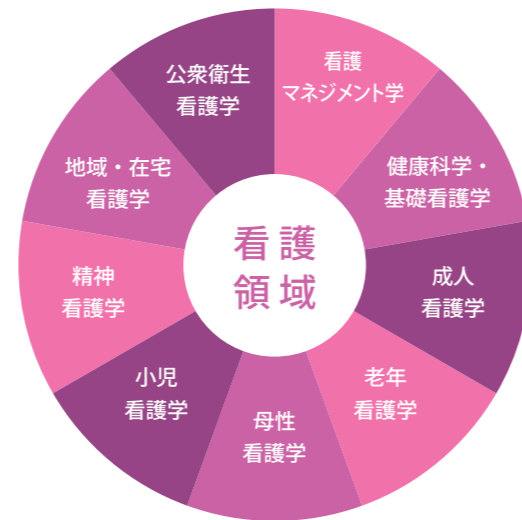 看護
領域
看護
マネジメント学
健康科学・
基礎看護学
成人
看護学
老年
看護学
母性
看護学
小児
看護学
精神
看護学
地域・在宅
看護学
公衆衛生
看護学